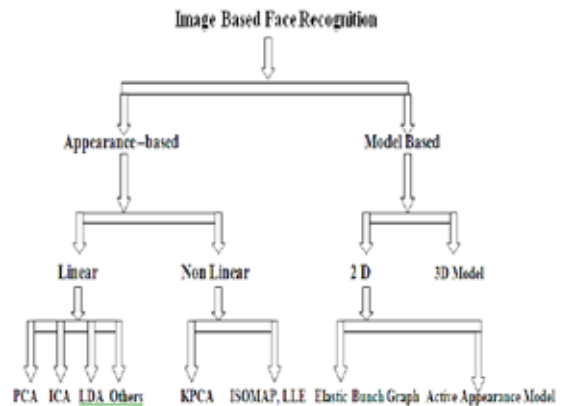 Image Based Face Recognition
Appearance-based Model Based
Linear Non Linear 2 D 3D Model
PCA ICA LDA Others KPCA ISOMAP, LLE Elastic Bunch Graph Active Appearance Model